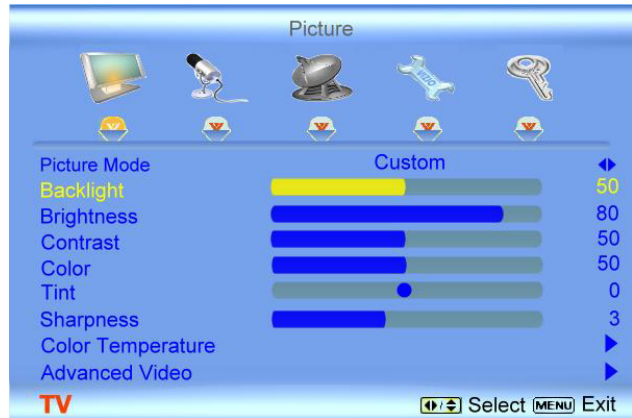 Picture
VIZIO
Picture Mode Custom
Backlight 50
Brightness 80
Contrast 50
Color 50
Tint 0
Sharpness 3
Color Temperature
Advanced Video
TV Select MENU Exit